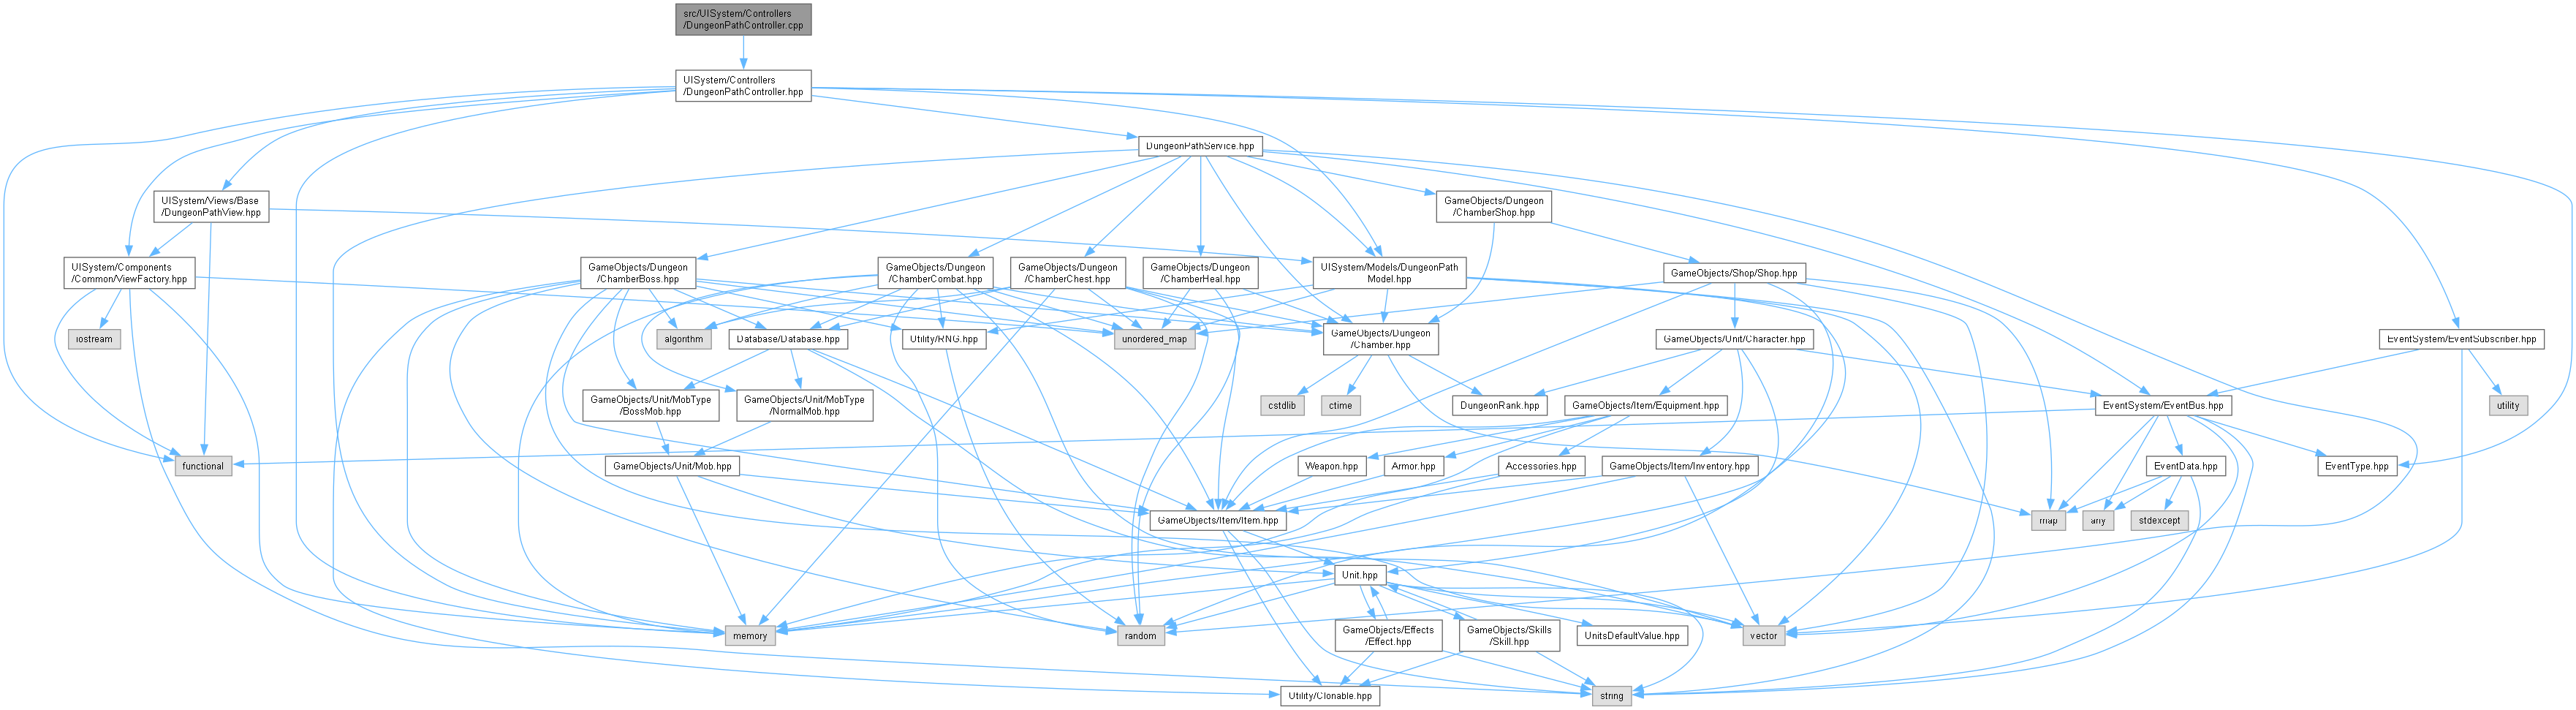 src/UISystem/Controllers
/DungeonPathController.cpp
UISystem/Controllers
/DungeonPathController.hpp
DungeonPathService.hpp
UISystem/Views/Base
/DungeonPathView.hpp
GameObjects/Dungeon
/ChamberShop.hpp
UISystem/Components
/Common/ViewFactory.hpp
GameObjects/Dungeon
/ChamberBoss.hpp
GameObjects/Dungeon
/ChamberCombat.hpp
GameObjects/Dungeon
/ChamberChest.hpp
GameObjects/Dungeon
/ChamberHeal.hpp
UISystem/Models/DungeonPath
Model.hpp
GameObjects/Shop/Shop.hpp
iostream
algorithm
Database/Database.hpp
Utility/RNG.hpp
unordered_map
GameObjects/Dungeon
/Chamber.hpp
GameObjects/Unit/Character.hpp
EventSystem/EventSubscriber.hpp
GameObjects/Unit/MobType
/BossMob.hpp
GameObjects/Unit/MobType
/NormalMob.hpp
cstdlib
ctime
DungeonRank.hpp
GameObjects/Item/Equipment.hpp
EventSystem/EventBus.hpp
utility
functional
GameObjects/Unit/Mob.hpp
Weapon.hpp
Armor.hpp
Accessories.hpp
GameObjects/Item/Inventory.hpp
EventData.hpp
EventType.hpp
GameObjects/Item/Item.hpp
map
any
stdexcept
Unit.hpp
memory
random
GameObjects/Effects
/Effect.hpp
GameObjects/Skills
/Skill.hpp
UnitsDefaultValue.hpp
vector
Utility/Clonable.hpp
string